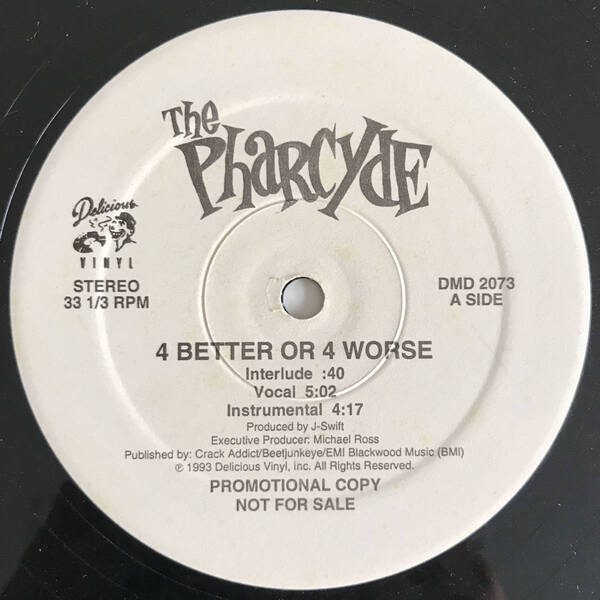 The
Pharcyde
Delicious
VINYL
STEREO
33 1/3 RPM
DMD 2073
A SIDE
4 BETTER OR 4 WORSE
Interlude :40
Vocal 5:02
Instrumental 4:17
Produced by J-Swift
Executive Producer: Michael Ross
Published by: Crack Addict/Beetjunkeye/EMI Blackwood Music (BMI)
℗ 1993 Delicious Vinyl, Inc. All Rights Reserved.
PROMOTIONAL COPY
NOT FOR SALE